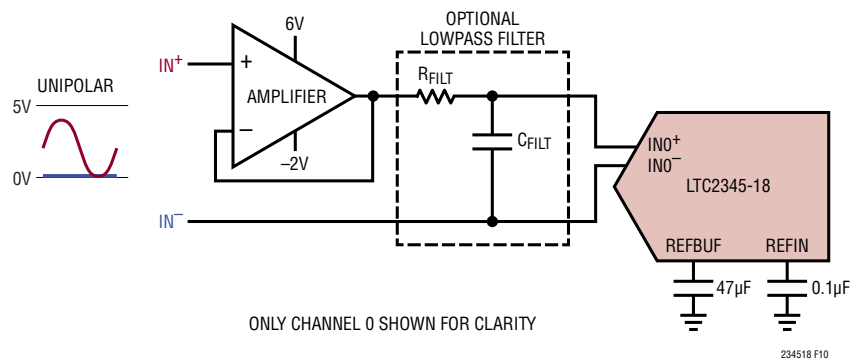 OPTIONAL
LOWPASS FILTER
6V
IN+
+
AMPLIFIER
–
–2V
RFILT
CFILT
UNIPOLAR
5V
0V
IN–
IN0+
IN0–
LTC2345-18
REFBUF
REFIN
47µF
0.1µF
ONLY CHANNEL 0 SHOWN FOR CLARITY
234518 F10